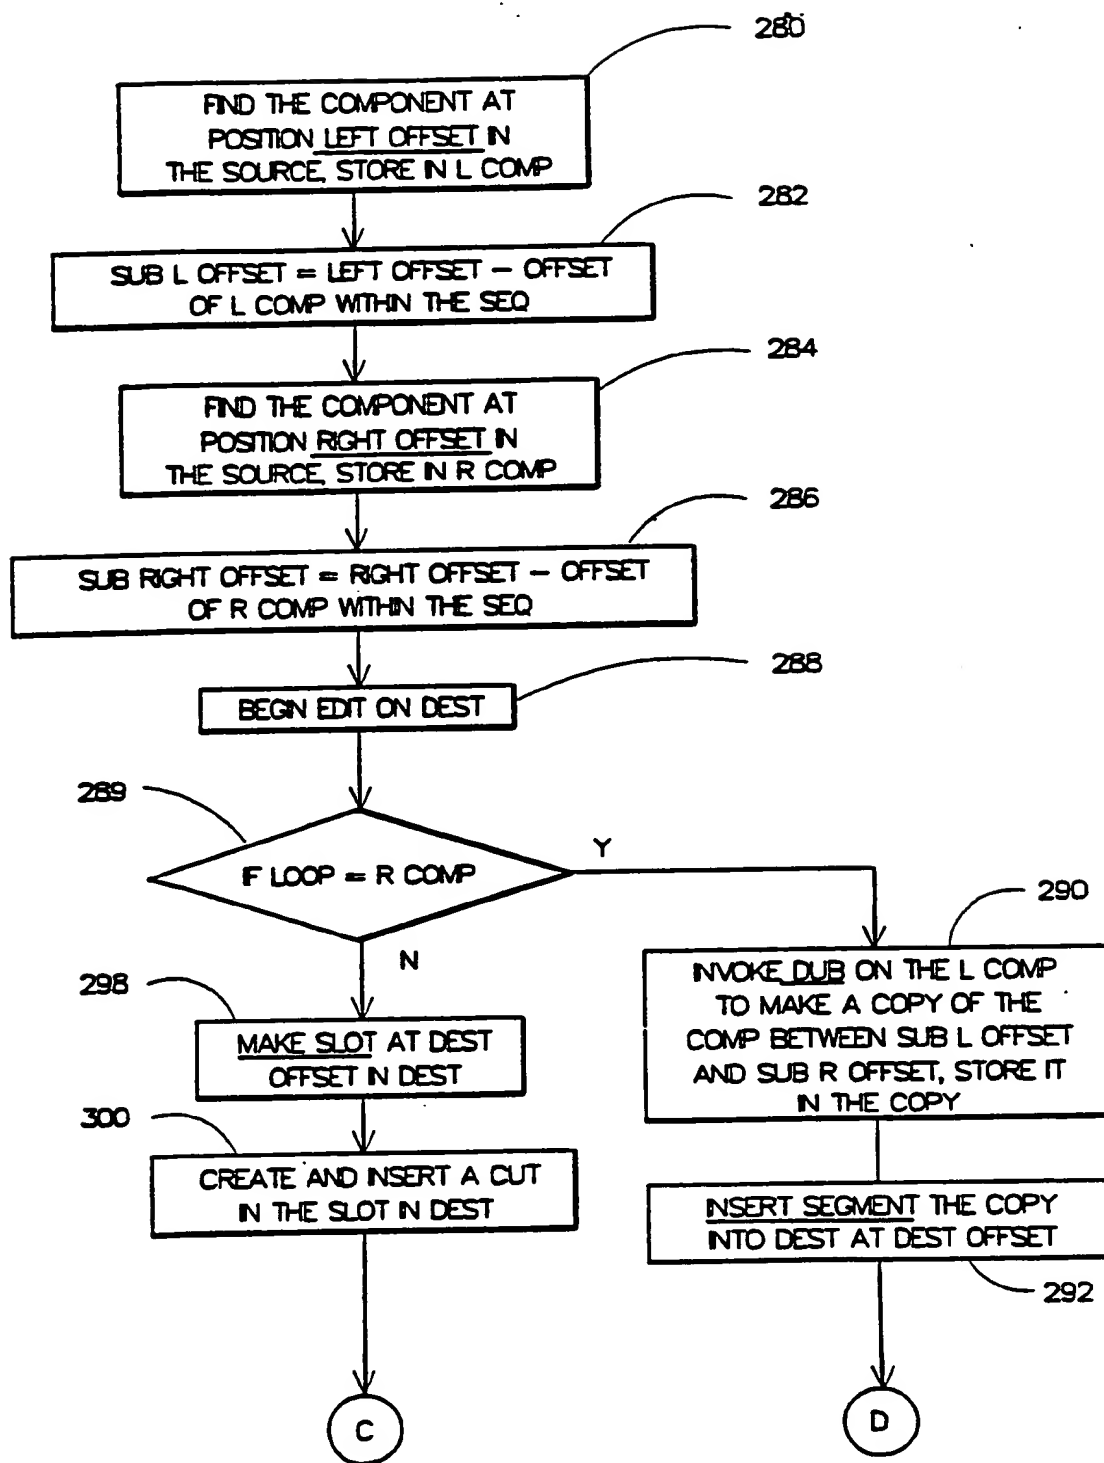 280
FIND THE COMPONENT AT
POSITION LEFT OFFSET IN
THE SOURCE, STORE IN L COMP
282
SUB L OFFSET = LEFT OFFSET - OFFSET
OF L COMP WITHIN THE SEQ
284
FIND THE COMPONENT AT
POSITION RIGHT OFFSET IN
THE SOURCE, STORE IN R COMP
286
SUB RIGHT OFFSET = RIGHT OFFSET - OFFSET
OF R COMP WITHIN THE SEQ
288
BEGIN EDIT ON DEST
289
IF LOOP = R COMP
Y
N
290
INVOKE DUB ON THE L COMP
TO MAKE A COPY OF THE
COMP BETWEEN SUB L OFFSET
AND SUB R OFFSET, STORE IT
IN THE COPY
298
MAKE SLOT AT DEST
OFFSET IN DEST
300
CREATE AND INSERT A CUT
IN THE SLOT IN DEST
INSERT SEGMENT THE COPY
INTO DEST AT DEST OFFSET
292
C
D